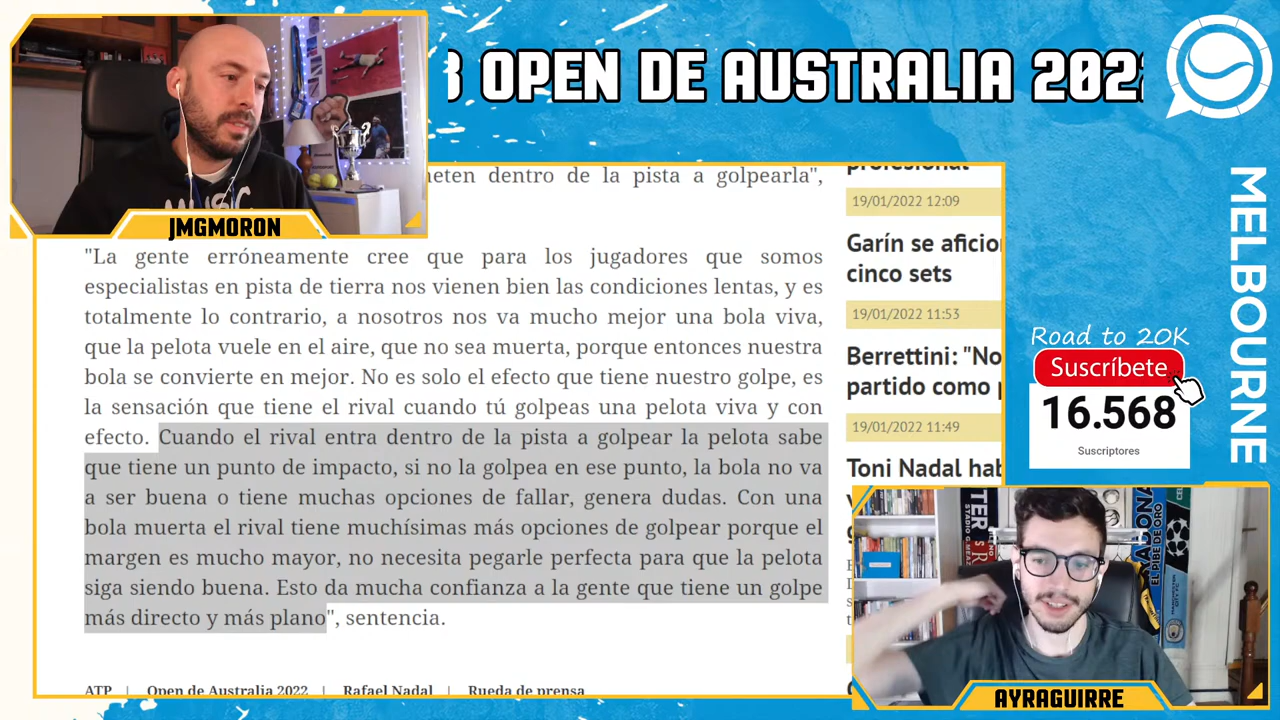 3 OPEN DE AUSTRALIA 202
JMGMORON
MELBOURNE
a golpearla",
dentro de la pista
"La gente erróneamente cree que para los jugadores que somos
especialistas en pista de tierra nos vienen bien las condiciones lentas, y es
totalmente lo contrario, a nosotros nos va mucho mejor una bola viva,
que la pelota vuele en el aire, que no sea muerta, porque entonces nuestra
bola se convierte en mejor. No es solo el efecto que tiene nuestro golpe, es
la sensación que tiene el rival cuando tú golpeas una pelota viva y con
efecto. Cuando el rival entra dentro de la pista a golpear la pelota sabe
que tiene un punto de impacto, si no la golpea en ese punto, la bola no va
a ser buena o tiene muchas opciones de fallar, genera dudas. Con una
bola muerta el rival tiene muchísimas más opciones de golpear porque el
margen es mucho mayor, no necesita pegarle perfecta para que la pelota
siga siendo buena. Esto da mucha confianza a la gente que tiene un golpe
más directo y más plano", sentencia.
ATP | Open de Australia 2022 | Rafael Nadal | Rueda de prensa
profesional
19/01/2022 12:09
Garín se aficio
cinco sets
19/01/2022 11:53
Berrettini: "No
partido como
19/01/2022 11:49
Toni Nadal hab
Road to 20K
Suscríbete
16.568
Suscriptores
EL PIBE DE ORO
AYRAGUIRRE